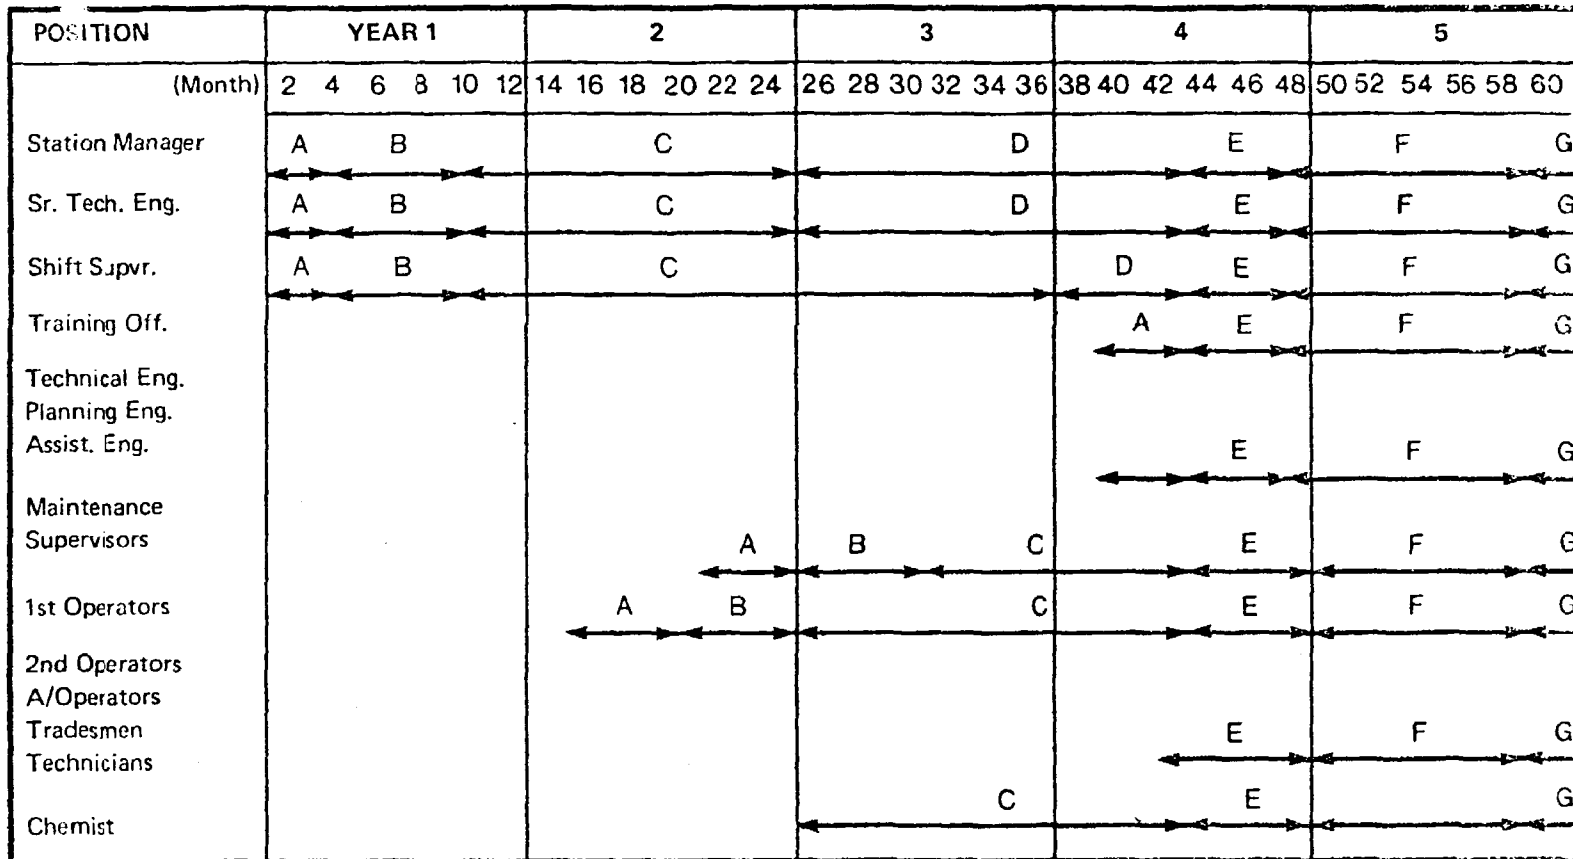 POSITION YEAR 1 2 3 4 5
(Month) 2 4 6 8 10 12 14 16 18 20 22 24 26 28 30 32 34 36 38 40 42 44 46 48 50 52 54 56 58 60
Station Manager A B C D E F G
Sr. Tech. Eng. A B C D E F G
Shift Supvr. A B C D E F G
Training Off. A E F G
Technical Eng.
Planning Eng.
Assist. Eng. E F G
Maintenance
Supervisors A B C E F G
1st Operators A B C E F G
2nd Operators
A/Operators
Tradesmen E F G
Technicians
C E G
Chemist